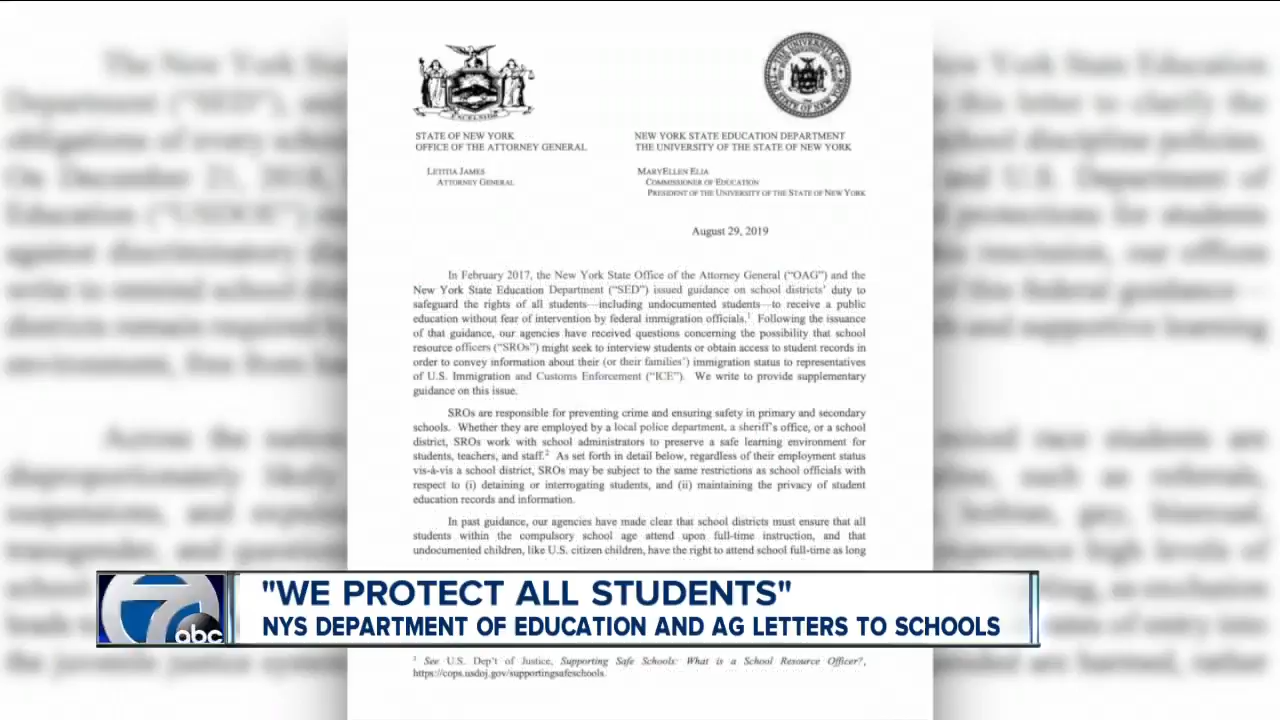 EXCELSIOR
THE UNIVERSITY OF
THE STATE OF NEW YORK
STATE OF NEW YORK
OFFICE OF THE ATTORNEY GENERAL
NEW YORK STATE EDUCATION DEPARTMENT
THE UNIVERSITY OF THE STATE OF NEW YORK
LETITIA JAMES
ATTORNEY GENERAL
MARYELLEN ELIA
COMMISSIONER OF EDUCATION
PRESIDENT OF THE UNIVERSITY OF THE STATE OF NEW YORK
August 29, 2019
In February 2017, the New York State Office of the Attorney General (“OAG”) and the
New York State Education Department (“SED”) issued guidance on school districts’ duty to
safeguard the rights of all students—including undocumented students—to receive a public
education without fear of intervention by federal immigration officials.1 Following the issuance
of that guidance, our agencies have received questions concerning the possibility that school
resource officers (“SROs”) might seek to interview students or obtain access to student records in
order to convey information about their (or their families’) immigration status to representatives
of U.S. Immigration and Customs Enforcement (“ICE”). We write to provide supplementary
guidance on this issue.
SROs are responsible for preventing crime and ensuring safety in primary and secondary
schools. Whether they are employed by a local police department, a sheriff’s office, or a school
district, SROs work with school administrators to preserve a safe learning environment for
students, teachers, and staff.2 As set forth in detail below, regardless of their employment status
vis-à-vis a school district, SROs may be subject to the same restrictions as school officials with
respect to (i) detaining or interrogating students, and (ii) maintaining the privacy of student
education records and information.
In past guidance, our agencies have made clear that school districts must ensure that all
students within the compulsory school age attend upon full-time instruction, and that
undocumented children, like U.S. citizen children, have the right to attend school full-time as long
7 abc
"WE PROTECT ALL STUDENTS"
NYS DEPARTMENT OF EDUCATION AND AG LETTERS TO SCHOOLS
See U.S. Dep’t of Justice, Supporting Safe Schools: What is a School Resource Officer?,
https://cops.usdoj.gov/supportingsafeschools.